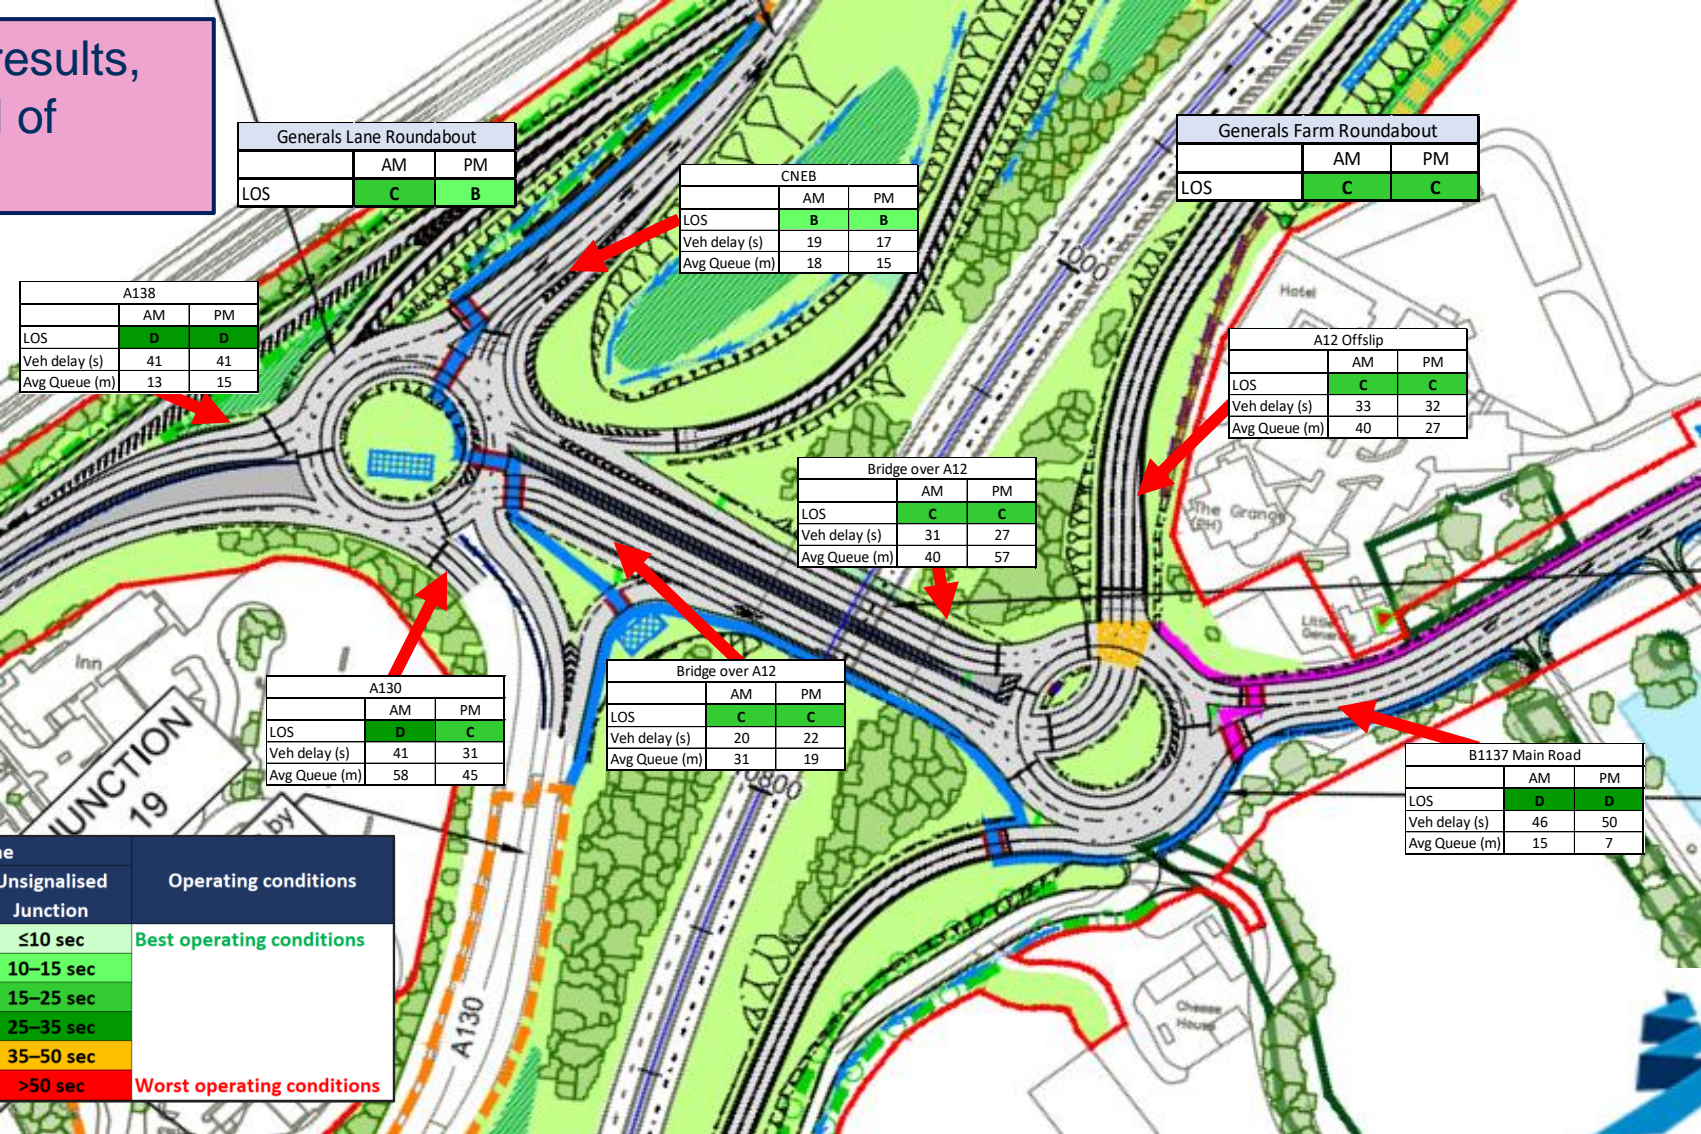 results,
of
Generals Lane Roundabout
AM PM
LOS C B
Generals Farm Roundabout
AM PM
LOS C C
CNEB
AM PM
LOS B B
Veh delay (s) 19 17
Avg Queue (m) 18 15
A138
AM PM
LOS D D
Veh delay (s) 41 41
Avg Queue (m) 13 15
1000
Hotel
A12 Offslip
AM PM
LOS C C
Veh delay (s) 33 32
Avg Queue (m) 40 27
Bridge over A12
AM PM
LOS C C
Veh delay (s) 31 27
Avg Queue (m) 40 57
The Grange
(PH)
Little
Inn
Bridge over A12
AM PM
LOS C C
Veh delay (s) 20 22
Avg Queue (m) 31 19
A130
AM PM
LOS D C
Veh delay (s) 41 31
Avg Queue (m) 58 45
B1137 Main Road
AM PM
LOS D D
Veh delay (s) 46 50
Avg Queue (m) 15 7
0800
JUNCTION
19
by
Unsignalised
Junction
Operating conditions
≤10 sec Best operating conditions
10–15 sec
15–25 sec
25–35 sec
35–50 sec
>50 sec Worst operating conditions
A130
Cheese
House